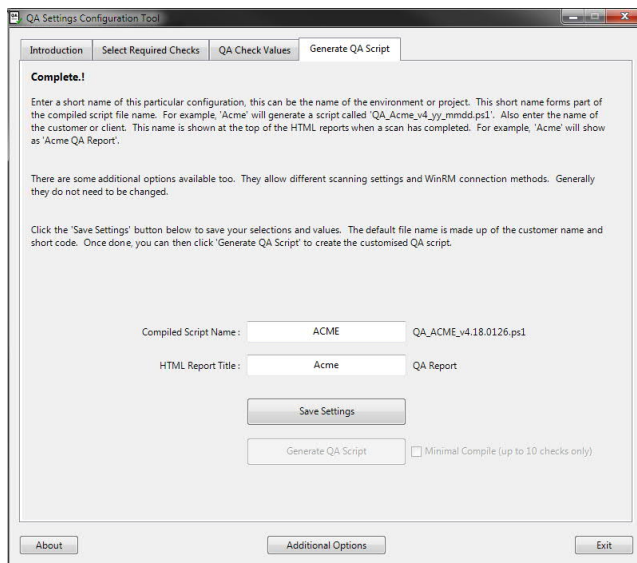 QA Settings Configuration Tool
Introduction Select Required Checks QA Check Values Generate QA Script
Complete.!
Enter a short name of this particular configuration, this can be the name of the environment or project. This short name forms part of
the compiled script file name. For example, 'Acme' will generate a script called 'QA_Acme_v4_yy_mmdd.ps1'. Also enter the name of
the customer or client. This name is shown at the top of the HTML reports when a scan has completed. For example, 'Acme' will show
as 'Acme QA Report'.
There are some additional options available too. They allow different scanning settings and WinRM connection methods. Generally
they do not need to be changed.
Click the 'Save Settings' button below to save your selections and values. The default file name is made up of the customer name and
short code. Once done, you can then click 'Generate QA Script' to create the customised QA script.
Compiled Script Name : ACME QA_ACME_v4.18.0126.ps1
HTML Report Title : Acme QA Report
Save Settings
Generate QA Script Minimal Compile (up to 10 checks only)
About Additional Options Exit